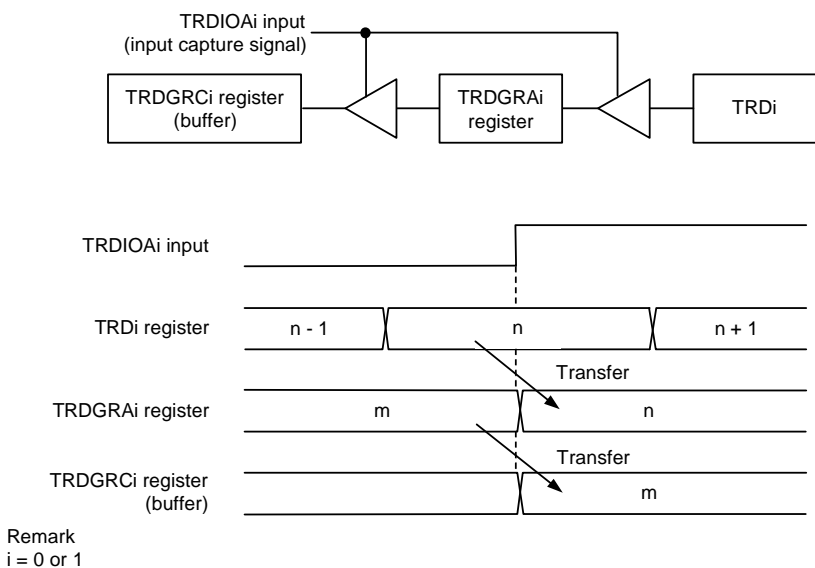 TRDIOAi input
(input capture signal)
TRDGRCi register
(buffer)
TRDGRAi
register
TRDi
TRDIOAi input
TRDi register
n - 1
n
n + 1
Transfer
TRDGRAi register
m
n
Transfer
TRDGRCi register
(buffer)
m
Remark
i = 0 or 1